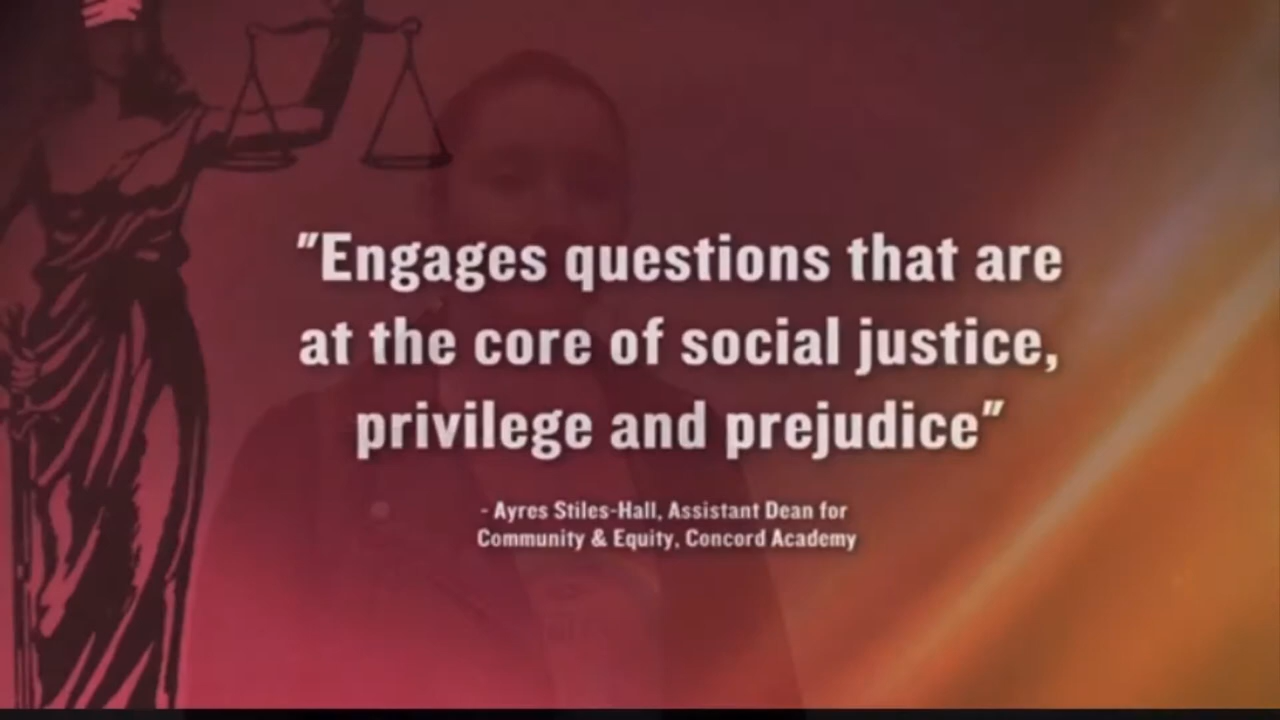 "Engages questions that are
at the core of social justice,
privilege and prejudice"
- Ayres Stiles-Hall, Assistant Dean for
Community & Equity, Concord Academy